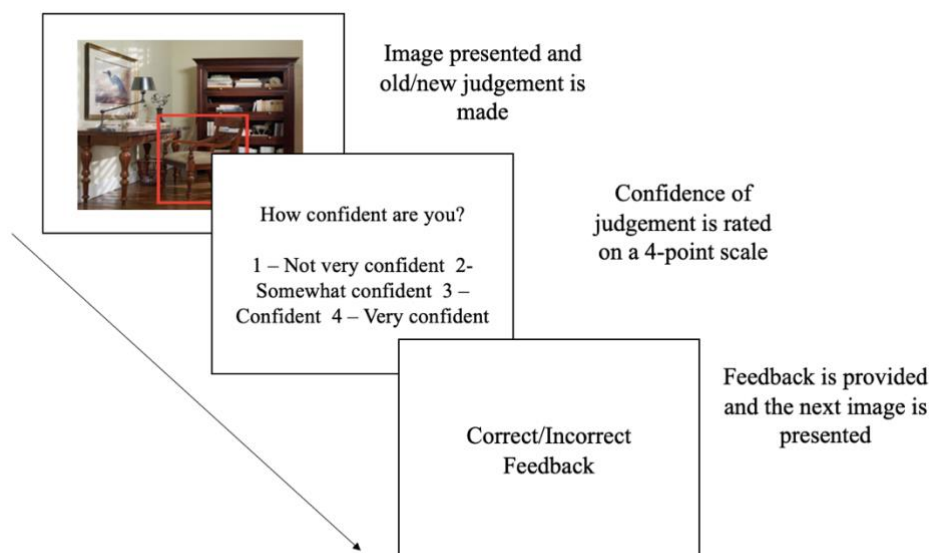 Image presented and
old/new judgement is
made
How confident are you?
1 – Not very confident 2-
Somewhat confident 3 –
Confident 4 – Very confident
Confidence of
judgement is rated
on a 4-point scale
Correct/Incorrect
Feedback
Feedback is provided
and the next image is
presented